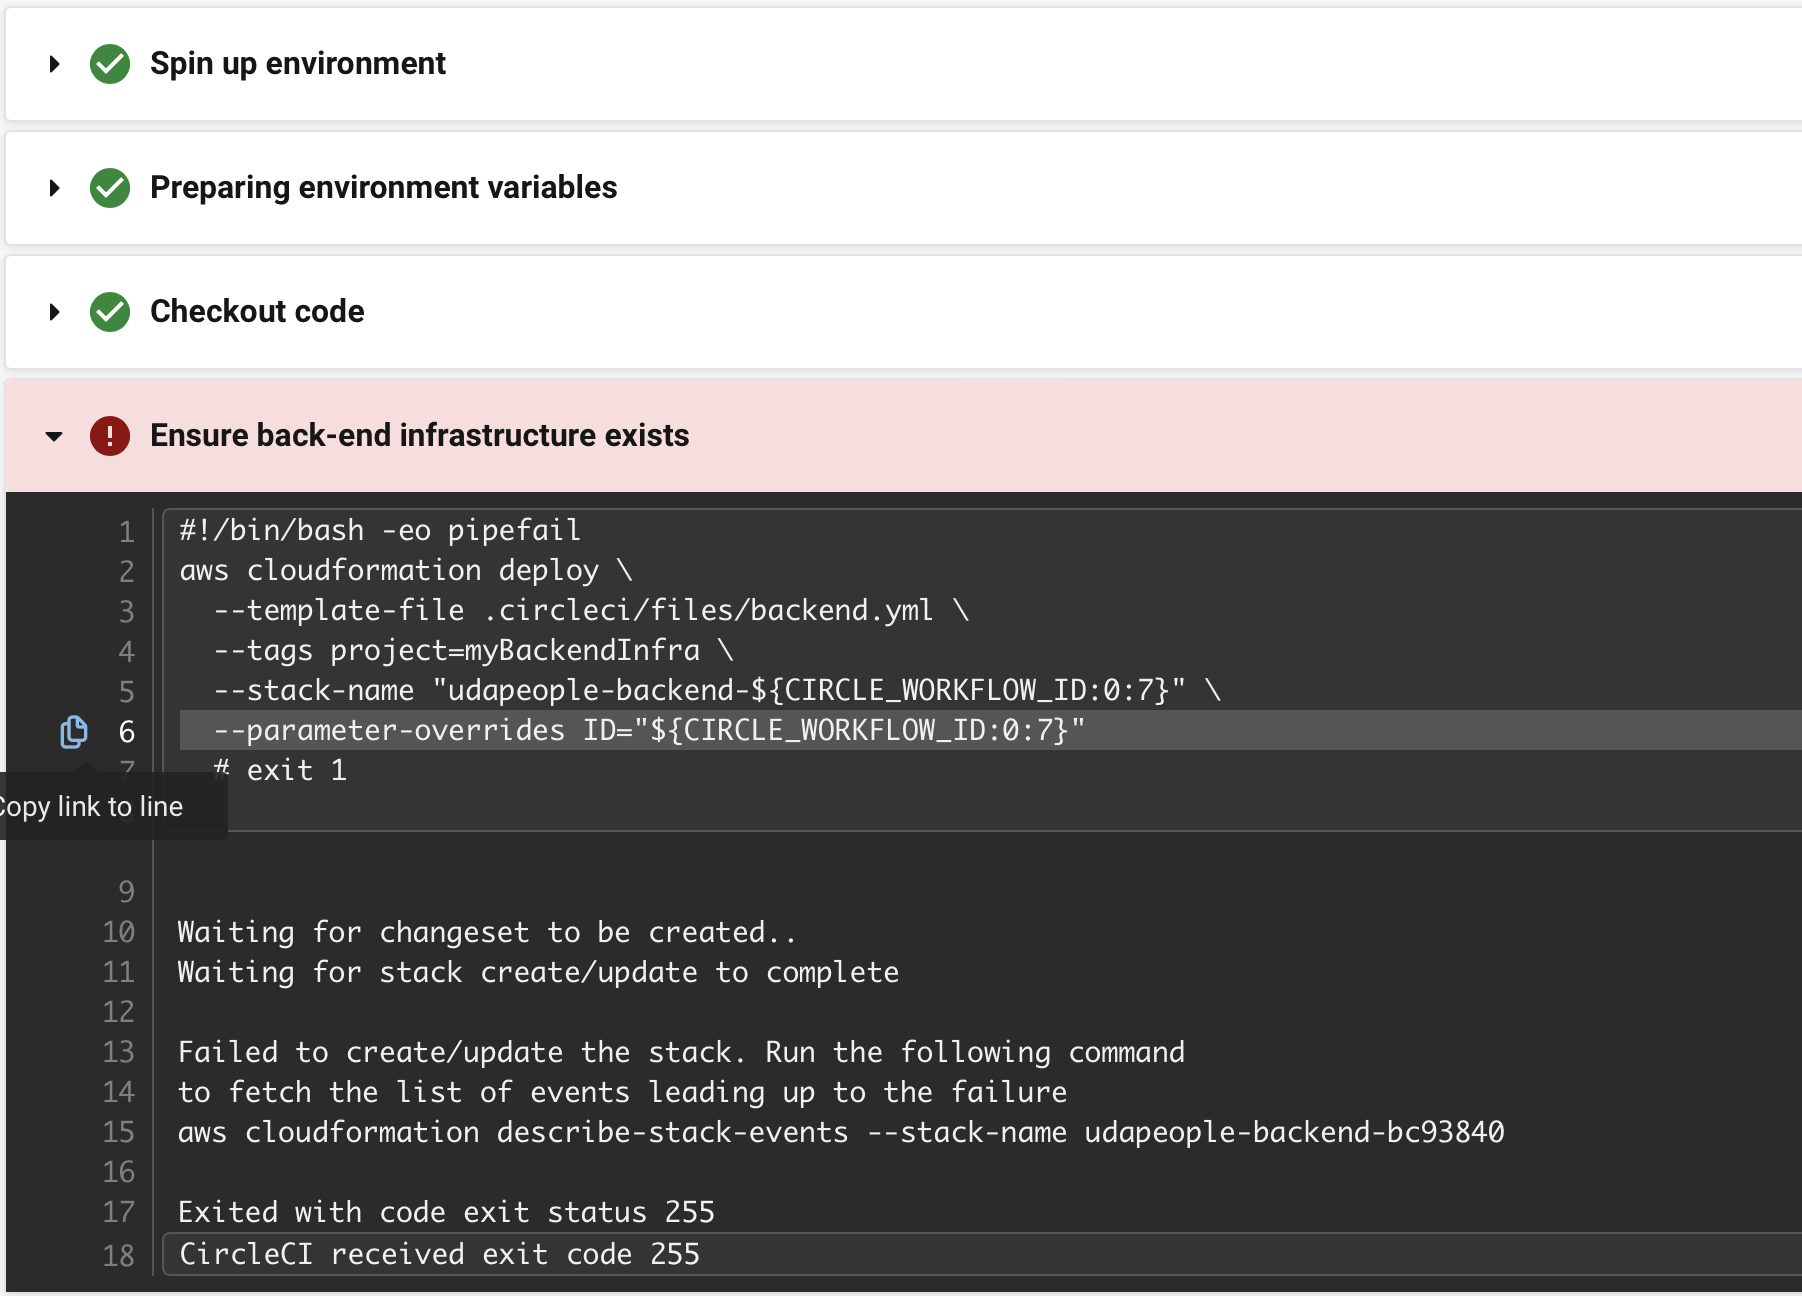 Spin up environment
Preparing environment variables
Checkout code
! Ensure back-end infrastructure exists
1 #!/bin/bash -eo pipefail
2 aws cloudformation deploy \
3 --template-file .circleci/files/backend.yml \
4 --tags project=myBackendInfra \
5 --stack-name "udapeople-backend-${CIRCLE_WORKFLOW_ID:0:7}" \
6 --parameter-overrides ID="${CIRCLE_WORKFLOW_ID:0:7}"
7 # exit 1
Copy link to line
9
10 Waiting for changeset to be created..
11 Waiting for stack create/update to complete
12
13 Failed to create/update the stack. Run the following command
14 to fetch the list of events leading up to the failure
15 aws cloudformation describe-stack-events --stack-name udapeople-backend-bc93840
16
17 Exited with code exit status 255
18 CircleCI received exit code 255